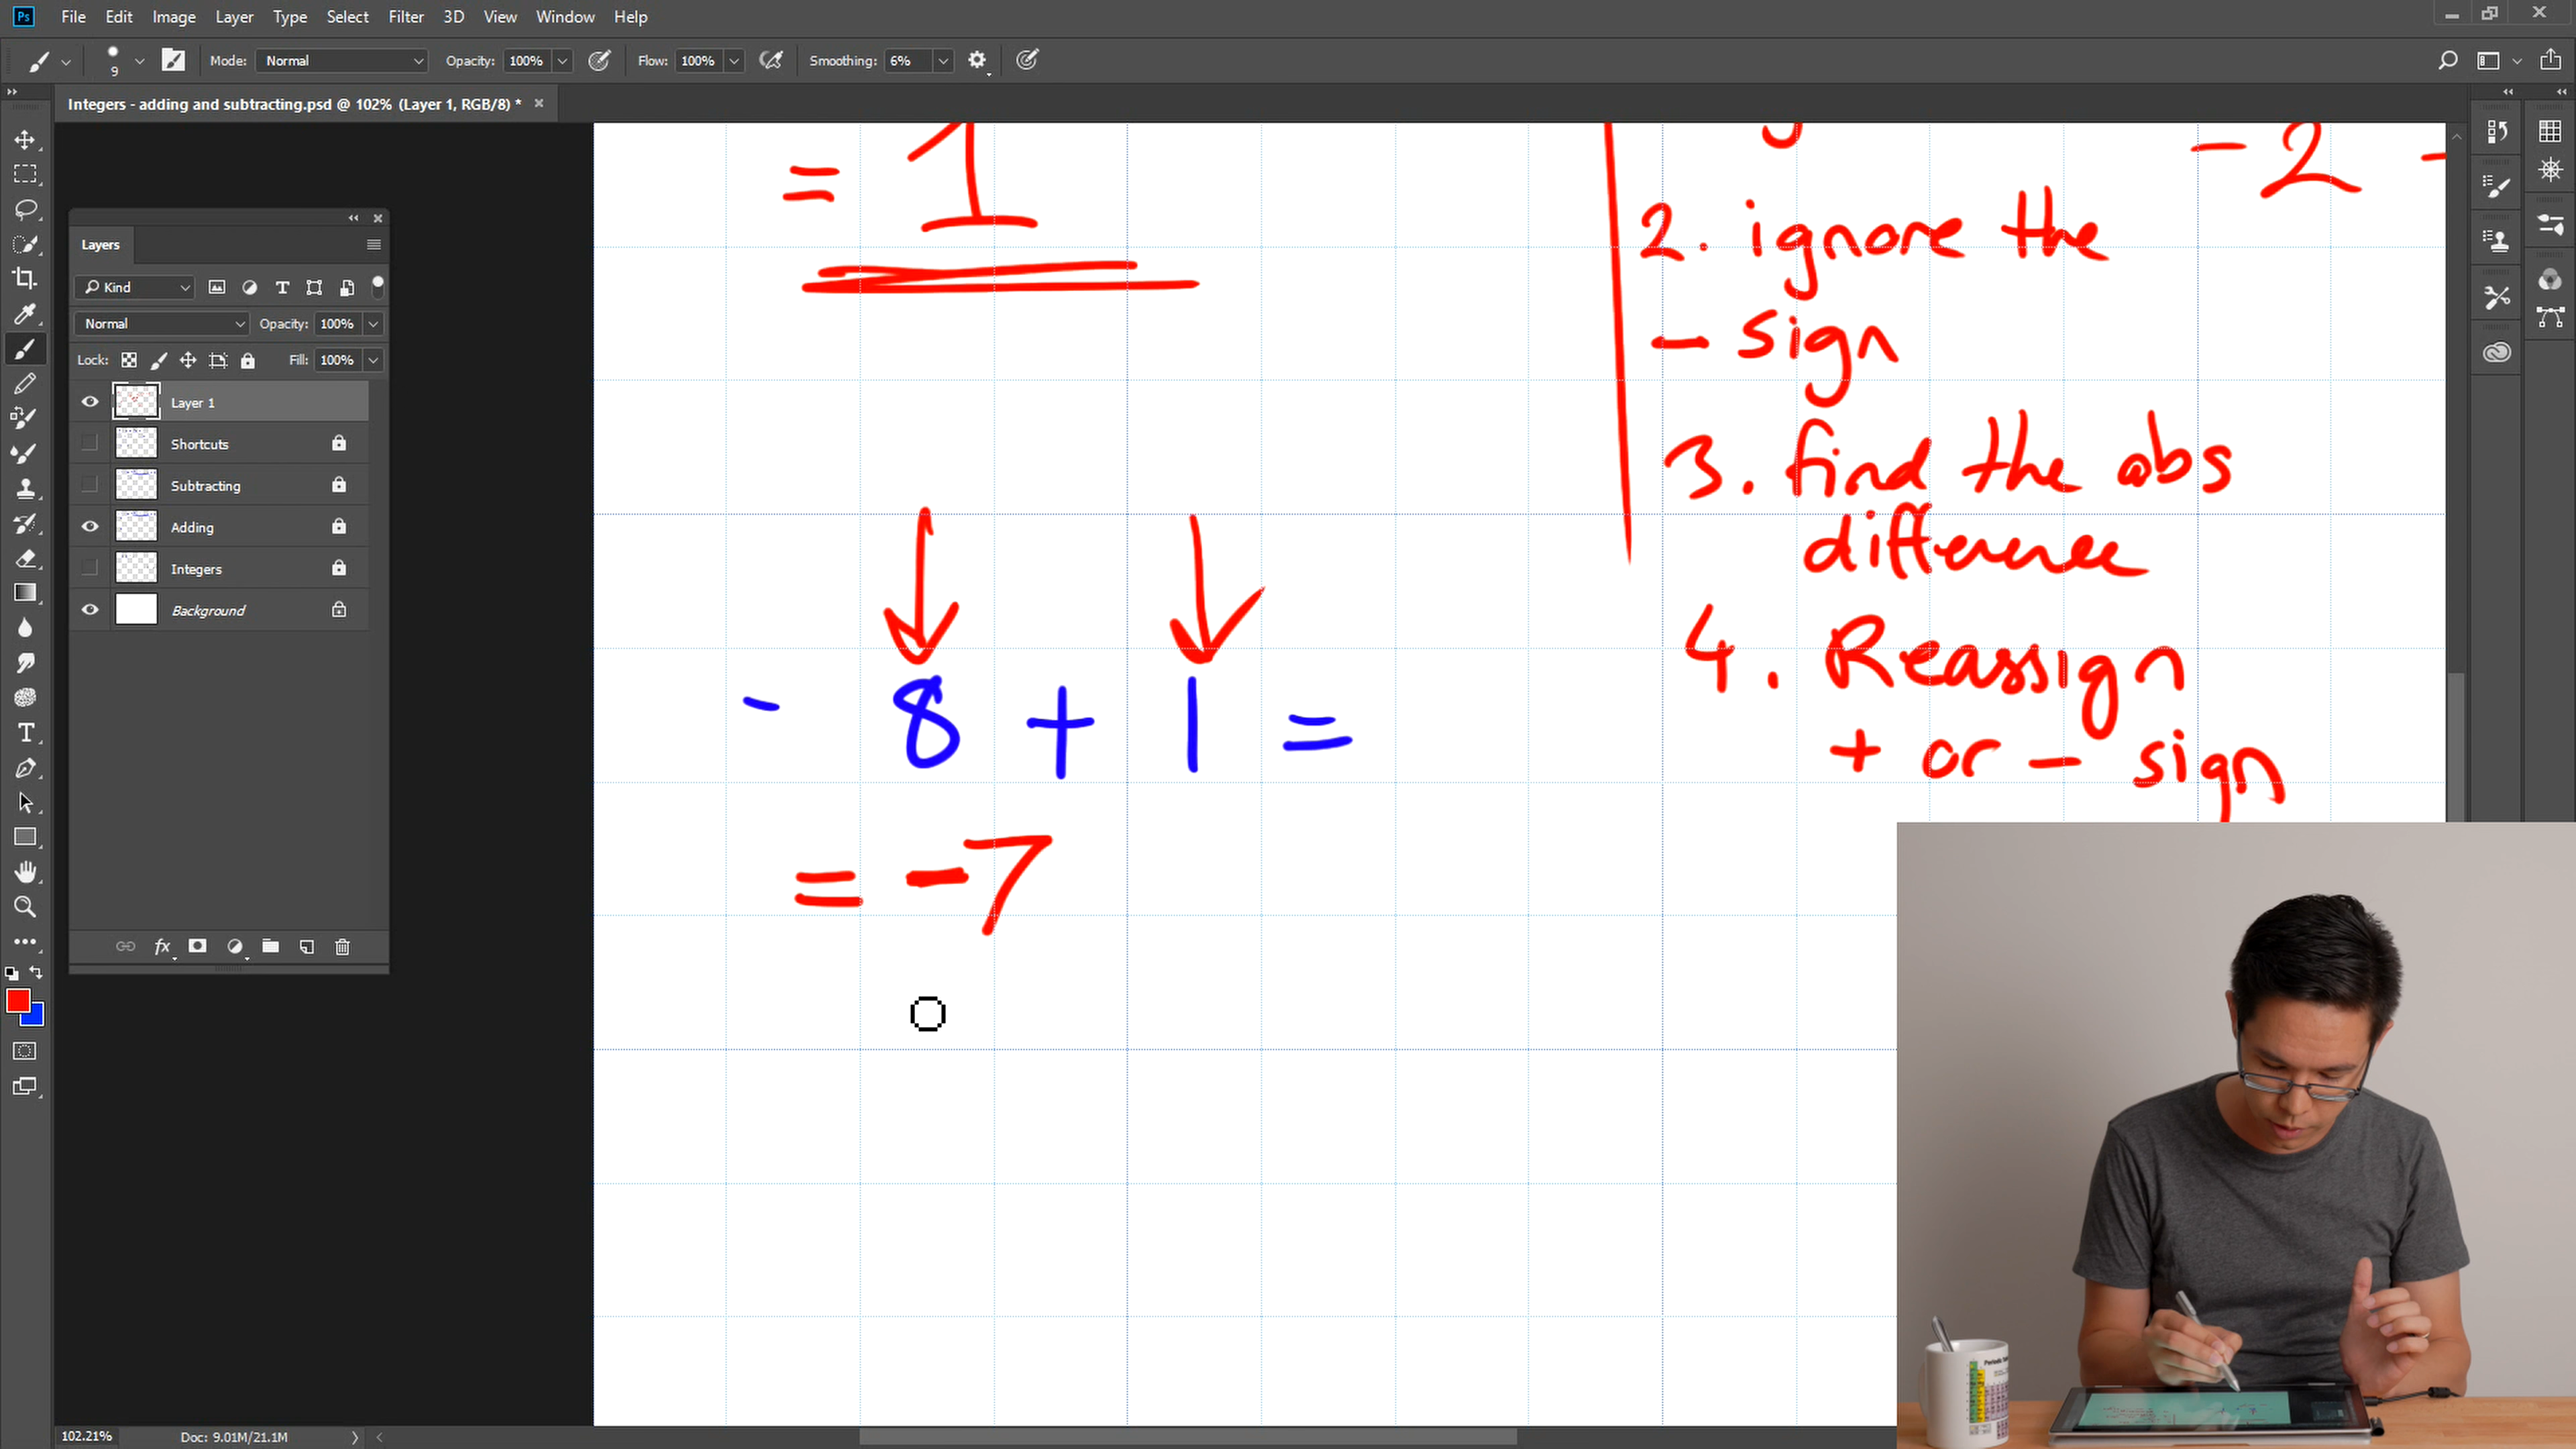 Ps File Edit Image Layer Type Select Filter 3D View Window Help
9 Mode: Normal Opacity: 100% Flow: 100% Smoothing: 6%
Integers - adding and subtracting.psd @ 102% (Layer 1, RGB/8) *
Layers
Kind
Normal Opacity: 100%
Lock: Fill: 100%
Layer 1
Shortcuts
Subtracting
Adding
Integers
Background
fx
= 1
- 8 + 1 =
= -7
- 2 -
2. ignore the
- sign
3. find the abs
difference
4. Reassign
+ or - sign
102.21% Doc: 9.01M/21.1M